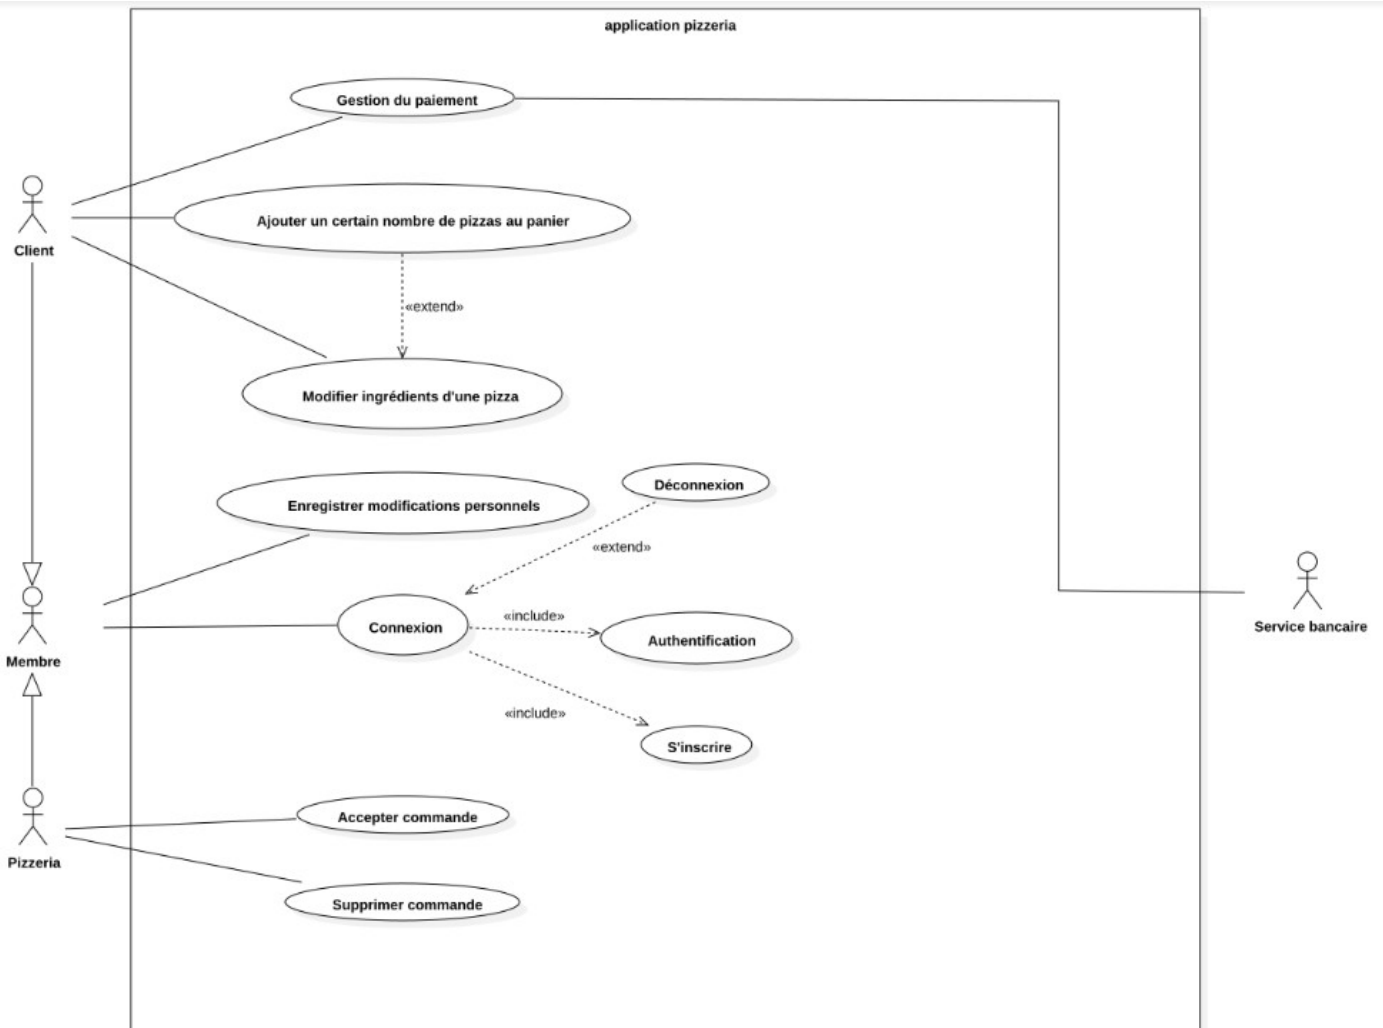 application pizzeria
Gestion du paiement
Client
Ajouter un certain nombre de pizzas au panier
«extend»
Modifier ingrédients d'une pizza
Enregistrer modifications personnels
Déconnexion
«extend»
Membre
Connexion
«include»
Authentification
«include»
S'inscrire
Service bancaire
Pizzeria
Accepter commande
Supprimer commande